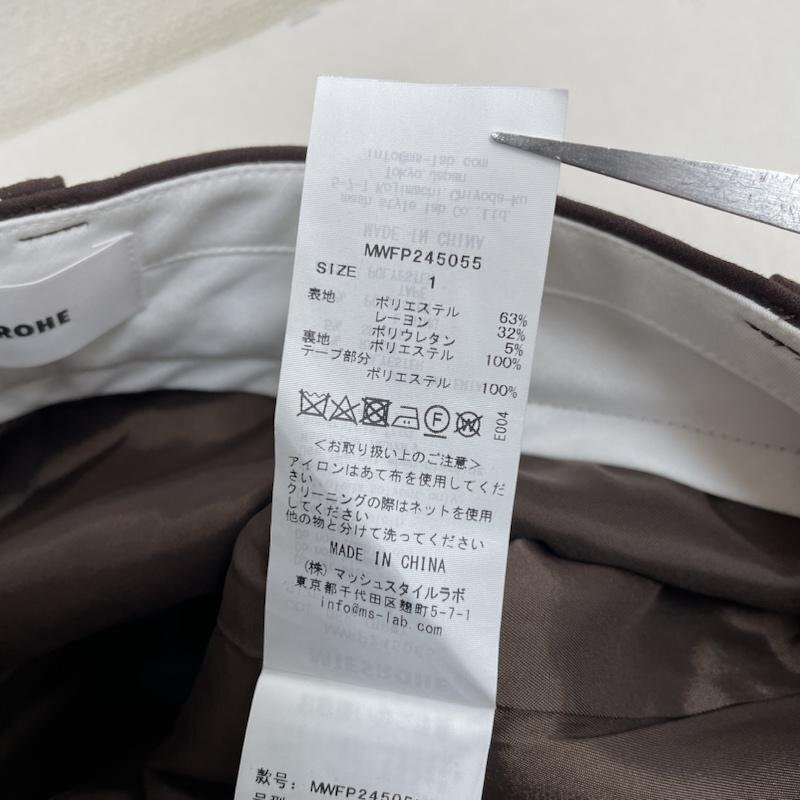 ROHE
MWFP245055
SIZE 1
表地 ポリエステル 63%
レーヨン 32%
ポリウレタン 5%
裏地 ポリエステル 100%
テープ部分
ポリエステル 100%
F W E004
<お取り扱い上のご注意>
アイロンはあて布を使用してくだ
さい
クリーニングの際はネットを使用
してください
他の物と分けて洗ってください
MADE IN CHINA
(株) マッシュスタイルラボ
東京都千代田区麹町5-7-1
info@ms-lab.com
款号: MWFP24505